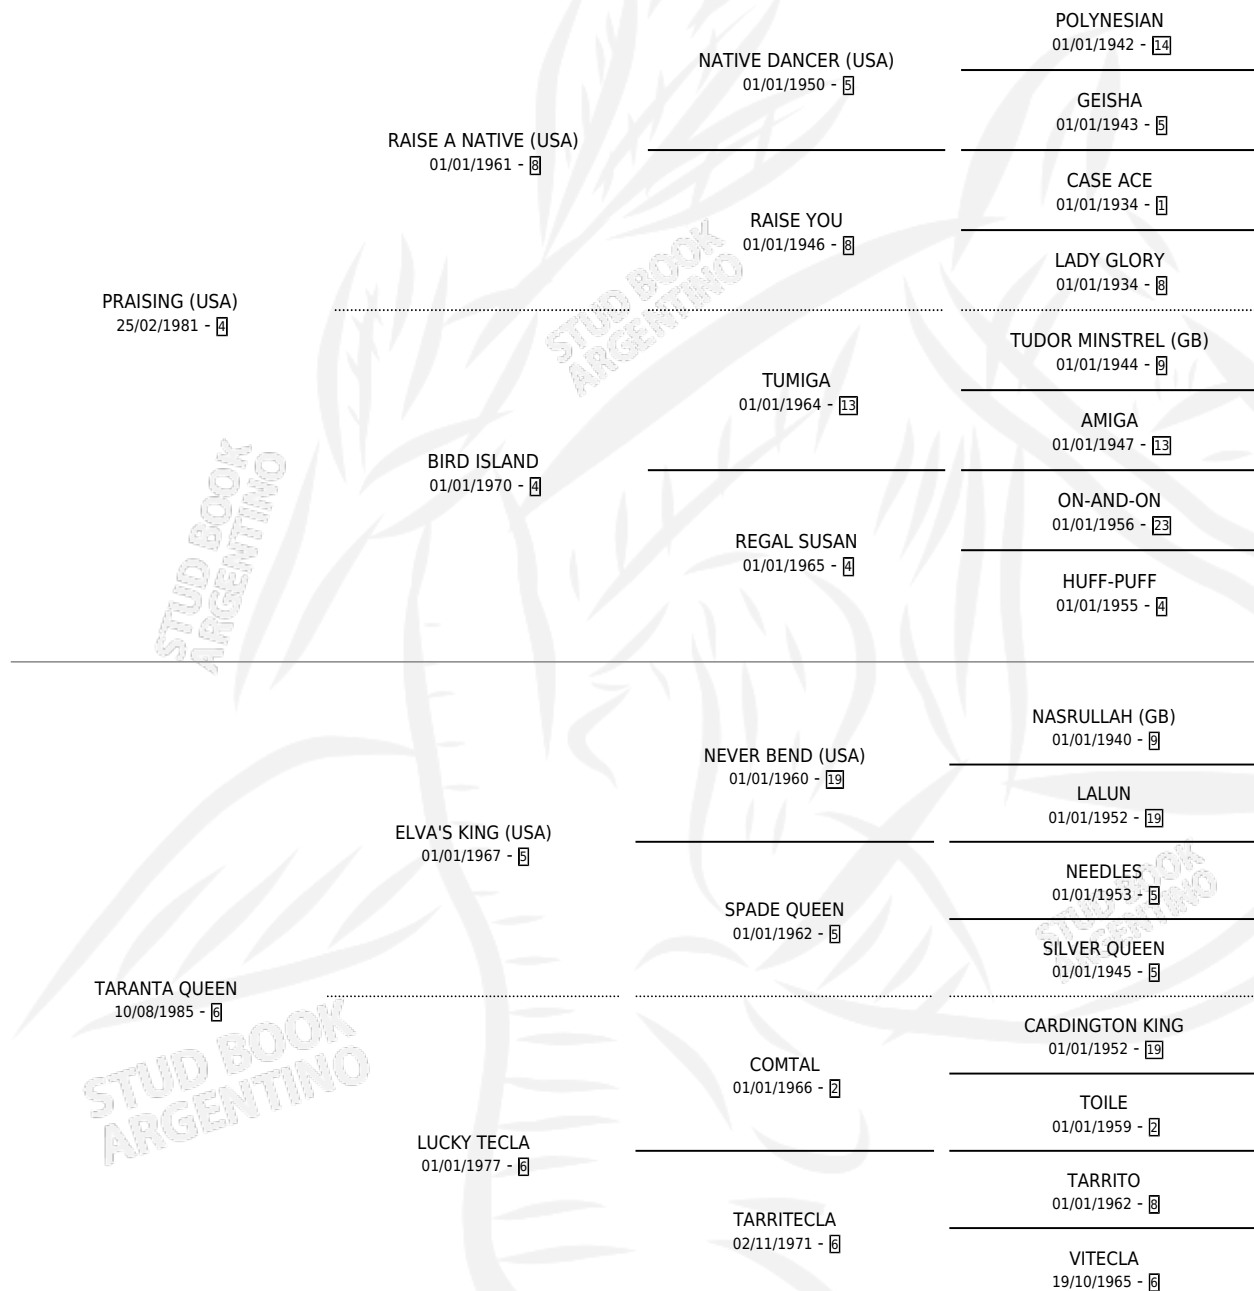 POLYNESIAN
01/01/1942 - 14
NATIVE DANCER (USA)
01/01/1950 - 5
GEISHA
01/01/1943 - 5
RAISE A NATIVE (USA)
01/01/1961 - 8
CASE ACE
01/01/1934 - 1
RAISE YOU
01/01/1946 - 8
LADY GLORY
01/01/1934 - 8
PRAISING (USA)
25/02/1981 - 4
STUD BOOK
ARGENTINO
TUDOR MINSTREL (GB)
01/01/1944 - 9
TUMIGA
01/01/1964 - 13
AMIGA
01/01/1947 - 13
BIRD ISLAND
01/01/1970 - 4
ON-AND-ON
01/01/1956 - 23
REGAL SUSAN
01/01/1965 - 4
HUFF-PUFF
01/01/1955 - 4
STUD BOOK
ARGENTINO
NASRULLAH (GB)
01/01/1940 - 9
NEVER BEND (USA)
01/01/1960 - 19
LALUN
01/01/1952 - 19
ELVA'S KING (USA)
01/01/1967 - 5
NEEDLES
01/01/1953 - 5
SPADE QUEEN
01/01/1962 - 5
SILVER QUEEN
01/01/1945 - 5
STUD BOOK
ARGENTINO
TARANTA QUEEN
10/08/1985 - 6
CARDINGTON KING
01/01/1952 - 19
COMTAL
01/01/1966 - 2
TOILE
01/01/1959 - 2
STUD BOOK
ARGENTINO
LUCKY TECLA
01/01/1977 - 6
TARRITO
01/01/1962 - 8
TARRITECLA
02/11/1971 - 6
VITECLA
19/10/1965 - 6